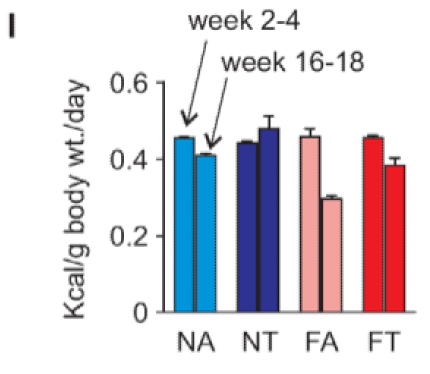 I
week 2-4
week 16-18
Kcal/g body wt./day
0.6
0.4
0.2
0
NA NT FA FT